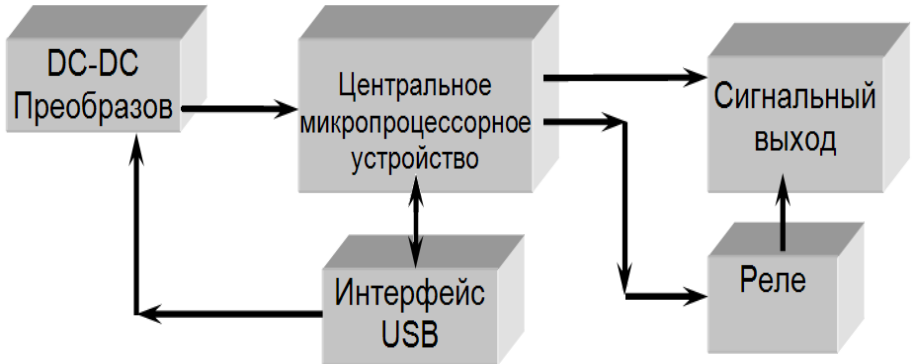 DC-DC
Преобразов
Центральное
микропроцессорное
устройство
Сигнальный
выход
Интерфейс
USB
Реле